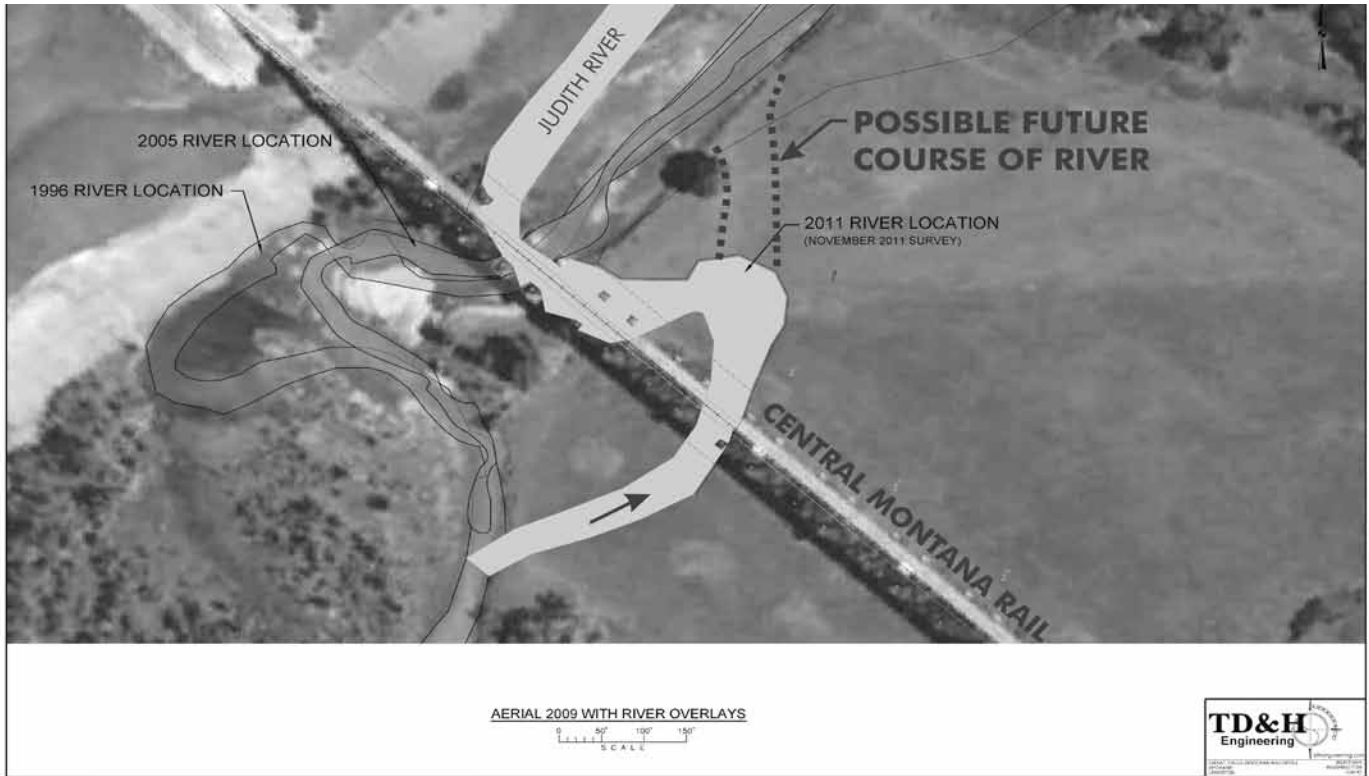 JUDITH RIVER
2005 RIVER LOCATION
1996 RIVER LOCATION
POSSIBLE FUTURE
COURSE OF RIVER
2011 RIVER LOCATION
(NOVEMBER 2011 SURVEY)
CENTRAL MONTANA RAIL
AERIAL 2009 WITH RIVER OVERLAYS
0 50' 100' 150'
SCALE
TD&H
Engineering